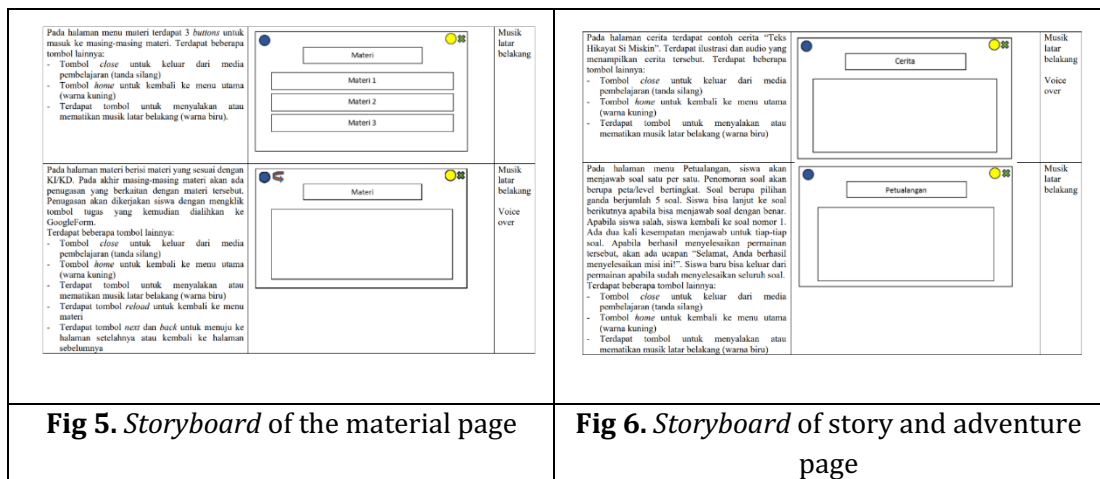 Pada halaman menu materi terdapat 3 buttons untuk
masuk ke masing-masing materi. Terdapat beberapa
tombol lainnya:
- Tombol close untuk keluar dari media
pembelajaran (tanda silang)
- Tombol home untuk kembali ke menu utama
(warna kuning)
- Terdapat tombol untuk menyalakan atau
mematikan musik latar belakang (warna biru).
Materi
Materi 1
Materi 2
Materi 3
Musik
latar
belakang
Pada halaman materi berisi materi yang sesuai dengan
KI/KD. Pada akhir masing-masing materi akan ada
penugasan yang berkaitan dengan materi tersebut.
Penugasan akan dikerjakan siswa dengan mengklik
tombol tugas yang kemudian dialihkan ke
GoogleForm.
Terdapat beberapa tombol lainnya:
- Tombol close untuk keluar dari media
pembelajaran (tanda silang)
- Tombol home untuk kembali ke menu utama
(warna kuning)
- Terdapat tombol untuk menyalakan atau
mematikan musik latar belakang (warna biru)
- Terdapat tombol reload untuk kembali ke menu
materi
- Terdapat tombol next dan back untuk menuju ke
halaman setelahnya atau kembali ke halaman
sebelumnya
Materi
Musik
latar
belakang
Voice
over
Pada halaman cerita terdapat contoh cerita "Teks
Hikayat Si Miskin". Terdapat ilustrasi dan audio yang
menampilkan cerita tersebut. Terdapat beberapa
tombol lainnya:
- Tombol close untuk keluar dari media
pembelajaran (tanda silang)
- Tombol home untuk kembali ke menu utama
(warna kuning)
- Terdapat tombol untuk menyalakan atau
mematikan musik latar belakang (warna biru)
Cerita
Musik
latar
belakang
Voice
over
Pada halaman menu Petualangan, siswa akan
menjawab soal satu per satu. Penomoran soal akan
berupa peta/level bertingkat. Soal berupa pilihan
ganda berjumlah 5 soal. Siswa bisa lanjut ke soal
berikutnya apabila bisa menjawab soal dengan benar.
Apabila siswa salah, siswa kembali ke soal nomor 1.
Ada dua kali kesempatan menjawab untuk tiap-tiap
soal. Apabila berhasil menyelesaikan permainan
tersebut, akan ada ucapan "Selamat, Anda berhasil
menyelesaikan misi ini!". Siswa baru bisa keluar dari
permainan apabila sudah menyelesaikan seluruh soal.
Terdapat beberapa tombol lainnya:
- Tombol close untuk keluar dari media
pembelajaran (tanda silang)
- Tombol home untuk kembali ke menu utama
(warna kuning)
- Terdapat tombol untuk menyalakan atau
mematikan musik latar belakang (warna biru)
Petualangan
Musik
latar
belakang
Fig 5. Storyboard of the material page
Fig 6. Storyboard of story and adventure
page